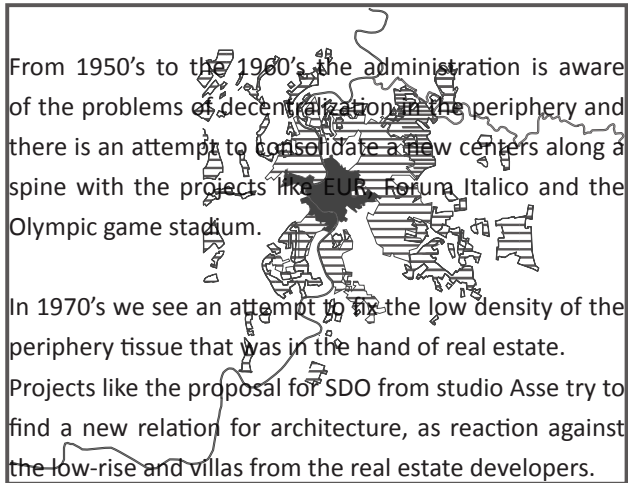 From 1950's to the 1960's the administration is aware
of the problems of decentralization in the periphery and
there is an attempt to consolidate a new centers along a
spine with the projects like EUR, Forum Italico and the
Olympic game stadium.
In 1970's we see an attempt to fix the low density of the
periphery tissue that was in the hand of real estate.
Projects like the proposal for SDO from studio Asse try to
find a new relation for architecture, as reaction against
the low-rise and villas from the real estate developers.